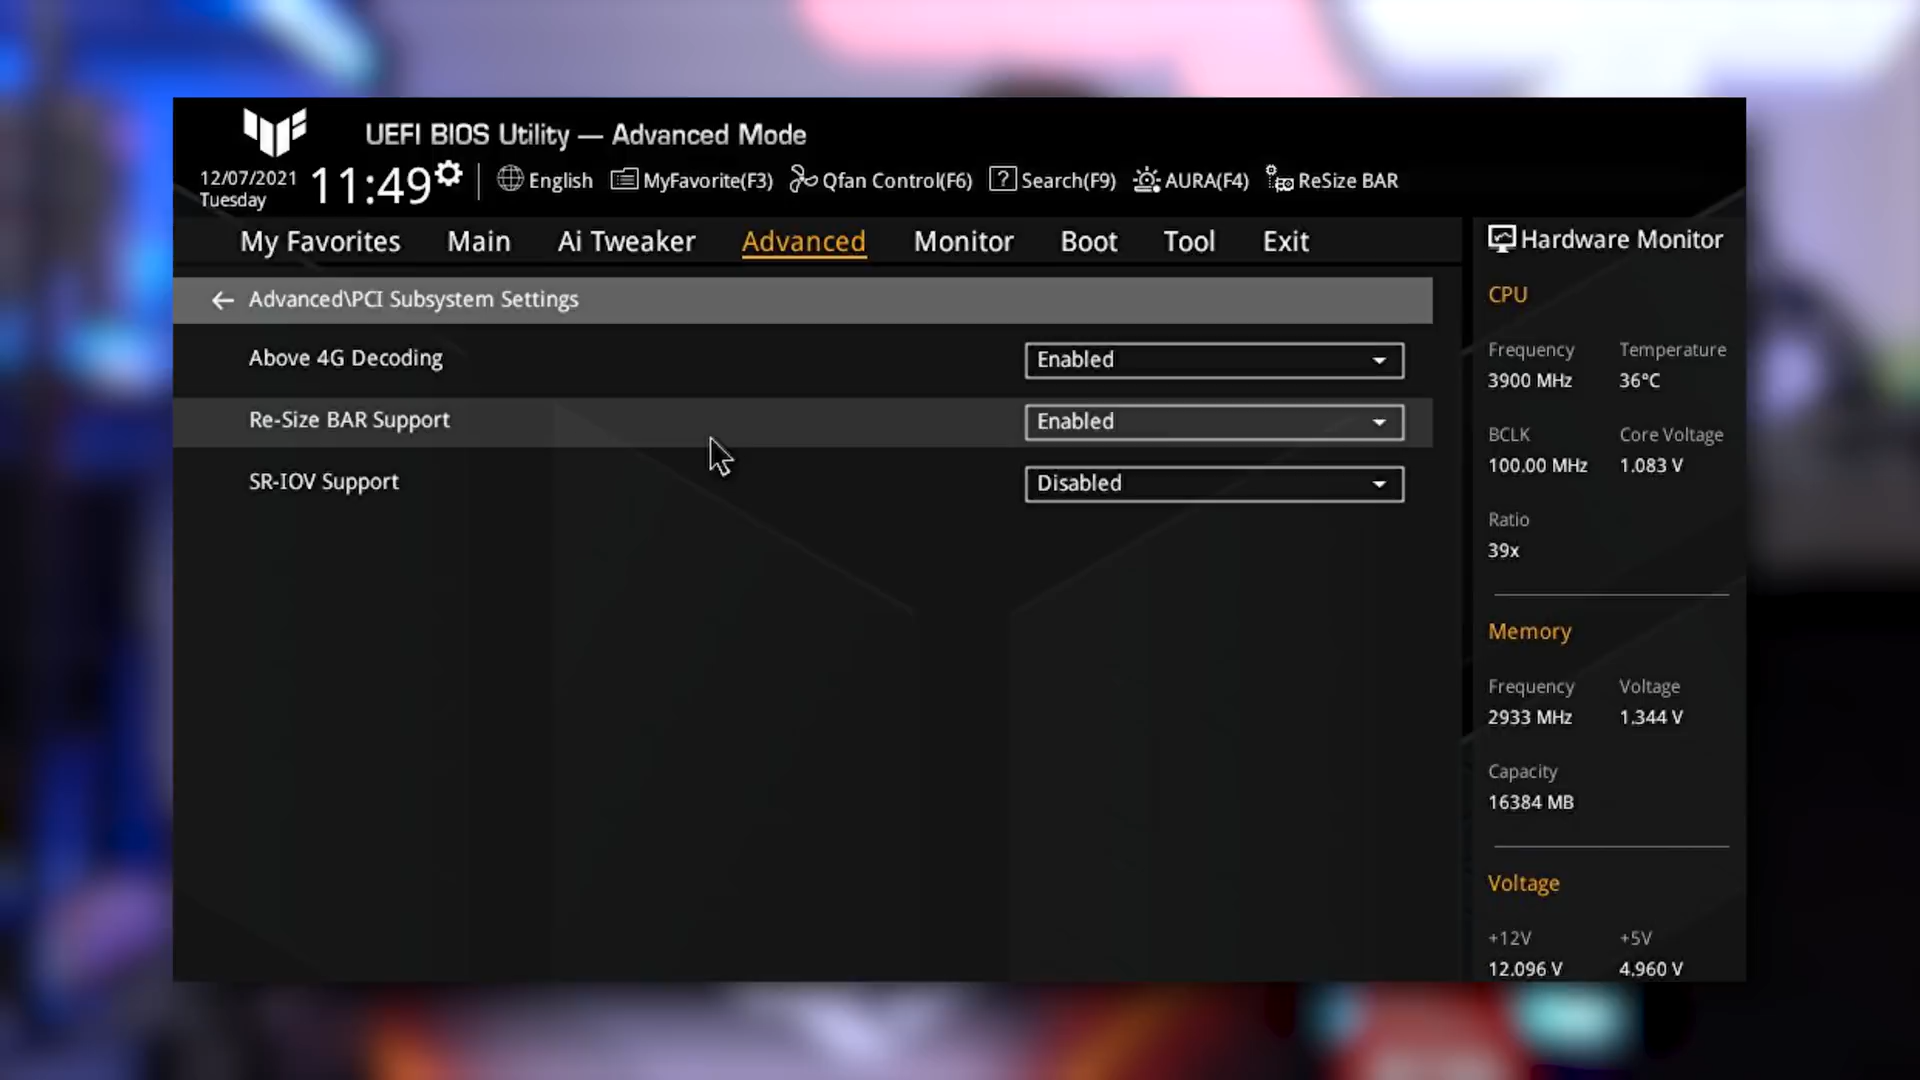 UEFI BIOS Utility — Advanced Mode
12/07/2021
Tuesday
11:49
English
MyFavorite(F3)
Qfan Control(F6)
Search(F9)
AURA(F4)
ReSize BAR
My Favorites
Main
Ai Tweaker
Advanced
Monitor
Boot
Tool
Exit
Advanced\PCI Subsystem Settings
Above 4G Decoding
Enabled
Re-Size BAR Support
Enabled
SR-IOV Support
Disabled
Hardware Monitor
CPU
Frequency Temperature
3900 MHz 36°C
BCLK Core Voltage
100.00 MHz 1.083 V
Ratio
39x
Memory
Frequency Voltage
2933 MHz 1.344 V
Capacity
16384 MB
Voltage
+12V +5V
12.096 V 4.960 V